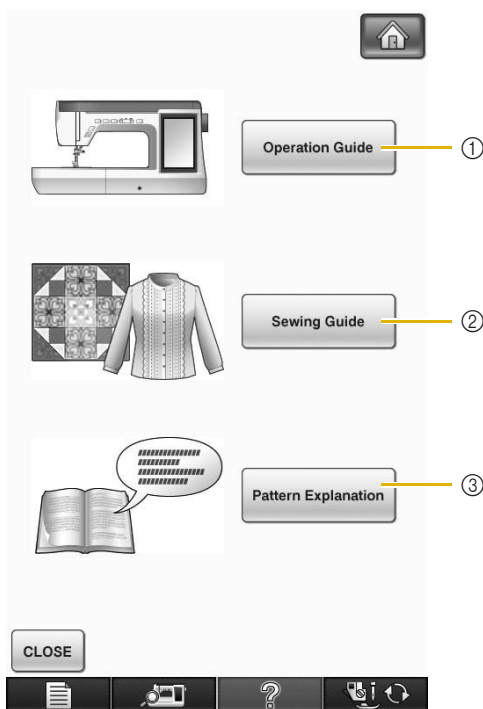 Operation Guide
①
Sewing Guide
②
Pattern Explanation
③
CLOSE
?